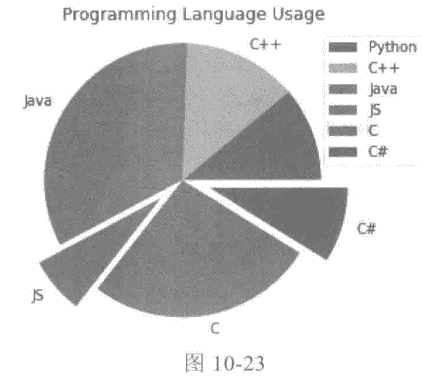 Programming Language Usage
C++
Java
JS
C
C#
Python
C++
Java
JS
C
C#
图 10-23